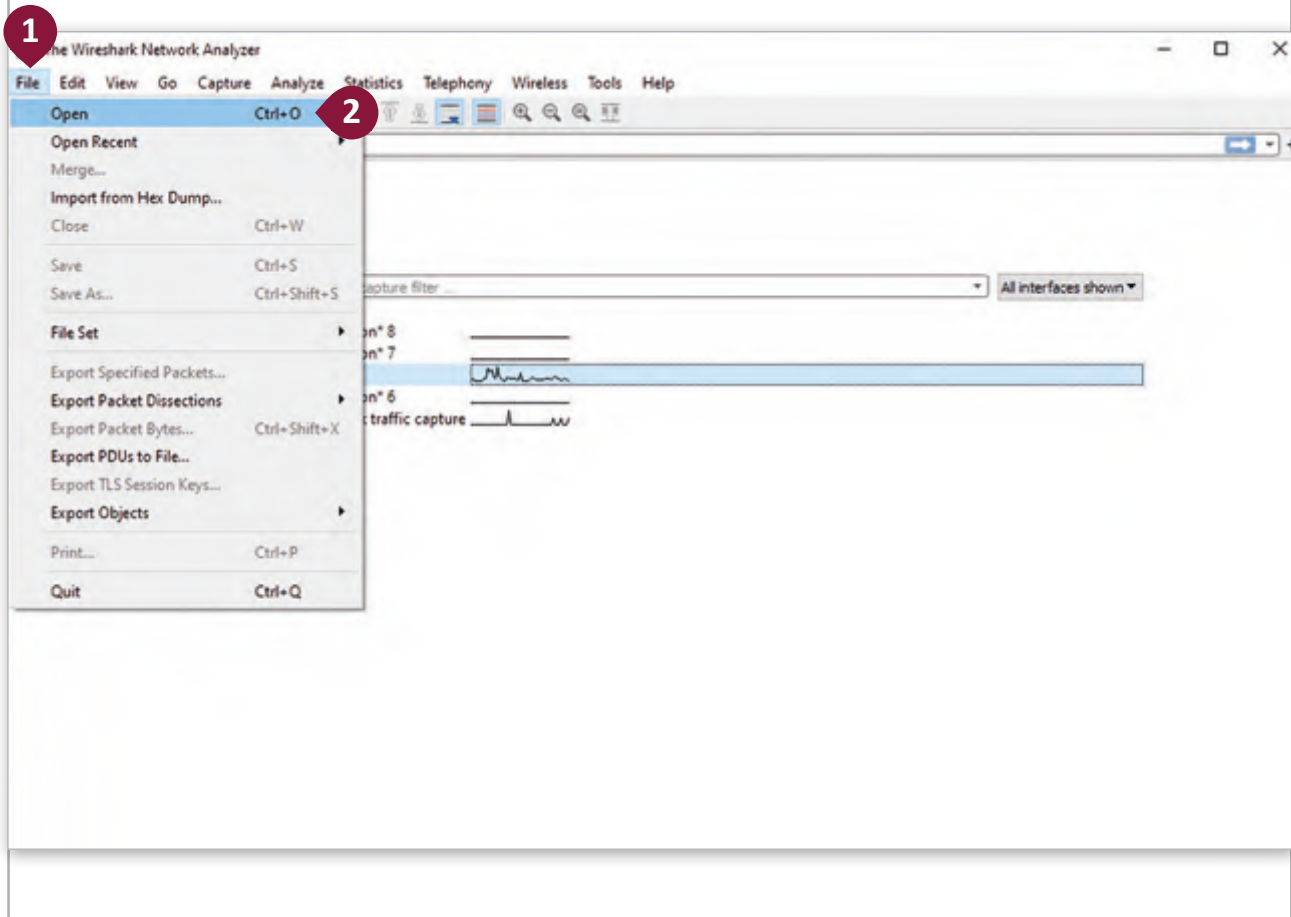 1
he Wireshark Network Analyzer
File Edit View Go Capture Analyze Statistics Telephony Wireless Tools Help
Open Ctrl+O 2
Open Recent
Merge...
Import from Hex Dump...
Close Ctrl+W
Save Ctrl+S
Save As... Ctrl+Shift+S
apture filter ... All interfaces shown
File Set
on* 8
on* 7
Export Specified Packets...
Export Packet Dissections
on* 6
Export Packet Bytes... Ctrl+Shift+X
traffic capture
Export PDUs to File...
Export TLS Session Keys...
Export Objects
Print... Ctrl+P
Quit Ctrl+Q